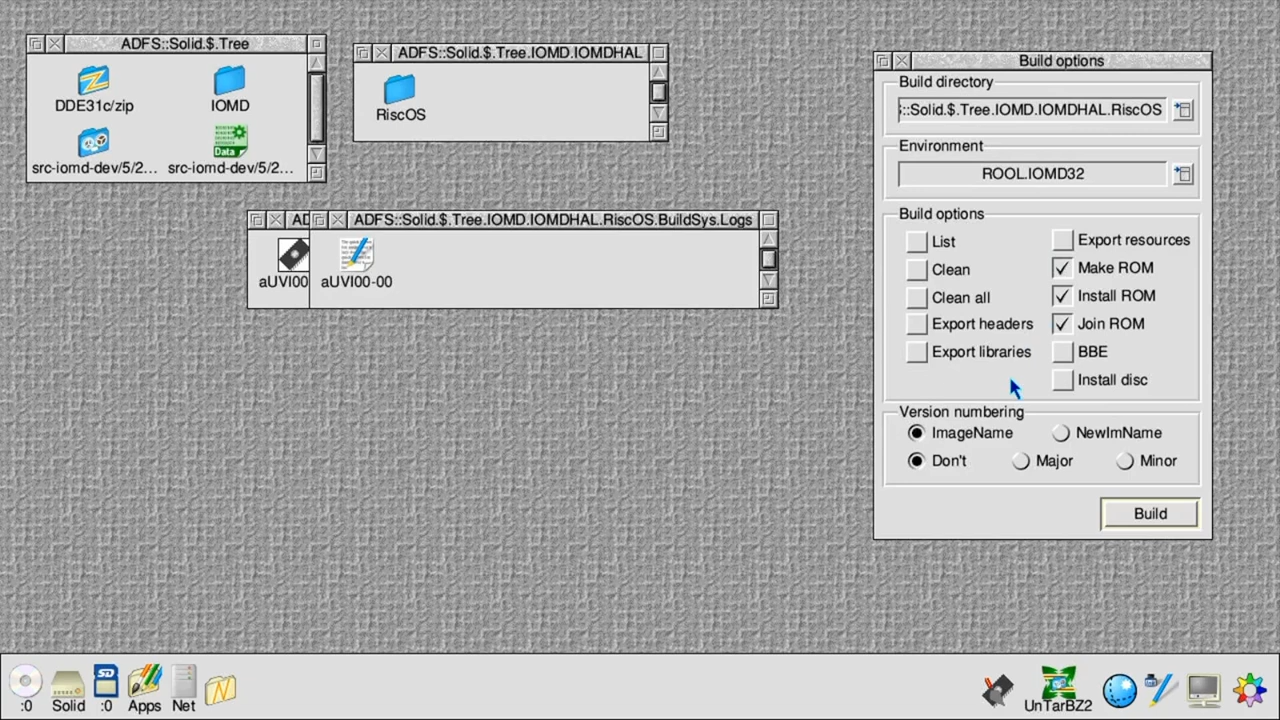 ADFS::Solid.$.Tree
DDE31c/zip
IOMD
src-iomd-dev/5/2...
Data
src-iomd-dev/5/2...
ADFS::Solid.$.Tree.IOMD.IOMDHAL
RiscOS
AD
aUVI00
ADFS::Solid.$.Tree.IOMD.IOMDHAL.RiscOS.BuildSys.Logs
aUVI00-00
Build options
Build directory
::Solid.$.Tree.IOMD.IOMDHAL.RiscOS
Environment
ROOL.IOMD32
Build options
List
Export resources
Clean
Make ROM
Clean all
Install ROM
Export headers
Join ROM
Export libraries
BBE
Install disc
Version numbering
ImageName
NewImName
Don't
Major
Minor
Build
:0
Solid
SD
:0
Apps
Net
UnTarBZ2